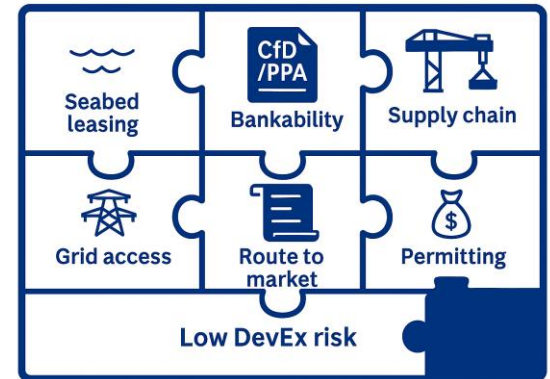 Seabed
leasing
CfD
/PPA
Bankability
Supply chain
Grid access
Route to
market
$
Permitting
Low DevEx risk